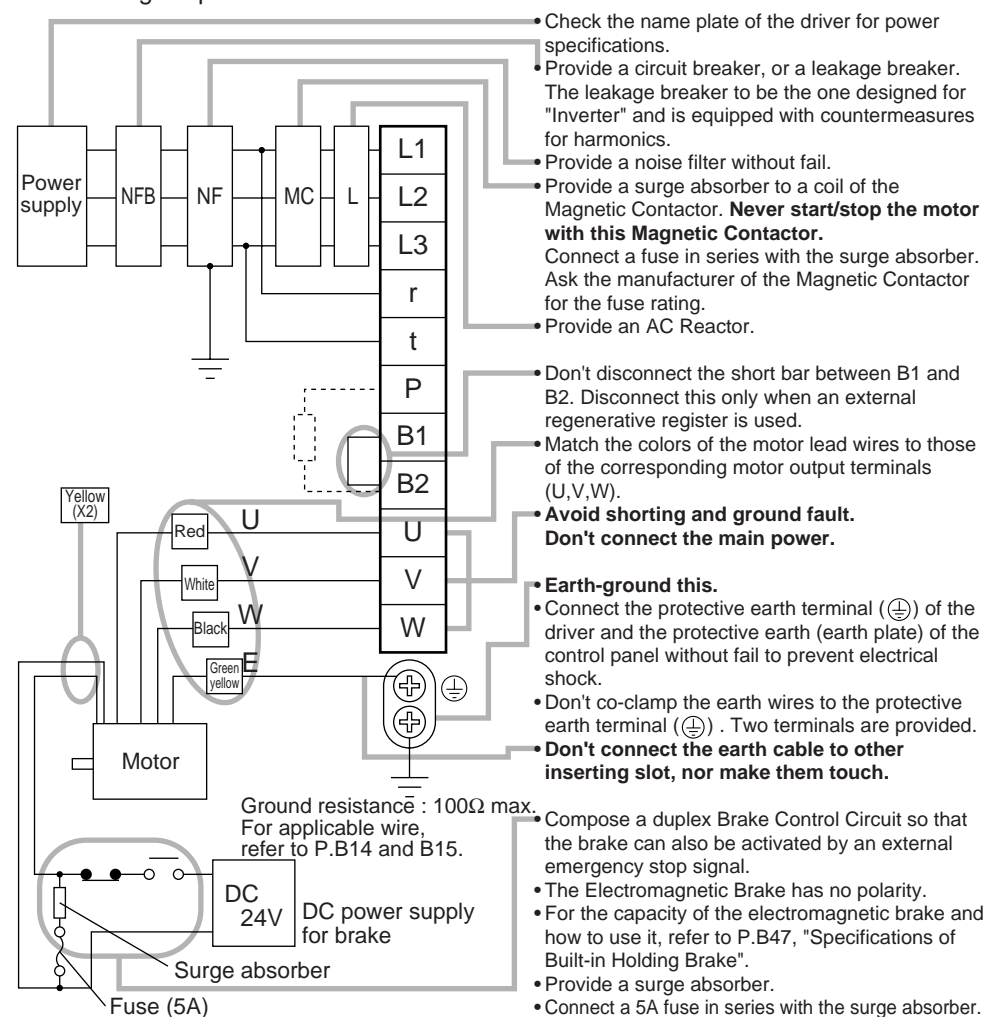 • Check the name plate of the driver for power
specifications.
• Provide a circuit breaker, or a leakage breaker.
The leakage breaker to be the one designed for
"Inverter" and is equipped with countermeasures
for harmonics.
• Provide a noise filter without fail.
• Provide a surge absorber to a coil of the
Magnetic Contactor. Never start/stop the motor
with this Magnetic Contactor.
Connect a fuse in series with the surge absorber.
Ask the manufacturer of the Magnetic Contactor
for the fuse rating.
• Provide an AC Reactor.
• Don't disconnect the short bar between B1 and
B2. Disconnect this only when an external
regenerative register is used.
• Match the colors of the motor lead wires to those
of the corresponding motor output terminals
(U,V,W).
• Avoid shorting and ground fault.
Don't connect the main power.
• Earth-ground this.
• Connect the protective earth terminal (⏚) of the
driver and the protective earth (earth plate) of the
control panel without fail to prevent electrical
shock.
• Don't co-clamp the earth wires to the protective
earth terminal (⏚) . Two terminals are provided.
• Don't connect the earth cable to other
inserting slot, nor make them touch.
• Compose a duplex Brake Control Circuit so that
the brake can also be activated by an external
emergency stop signal.
• The Electromagnetic Brake has no polarity.
• For the capacity of the electromagnetic brake and
how to use it, refer to P.B47, "Specifications of
Built-in Holding Brake".
• Provide a surge absorber.
• Connect a 5A fuse in series with the surge absorber.
Power
supply
NFB
NF
MC
L
L1
L2
L3
r
t
P
B1
B2
U
V
W
Yellow
(X2)
Red
U
White
V
Black
W
Green
yellow
E
Motor
Ground resistance : 100Ω max.
For applicable wire,
refer to P.B14 and B15.
DC
24V
DC power supply
for brake
Surge absorber
Fuse (5A)